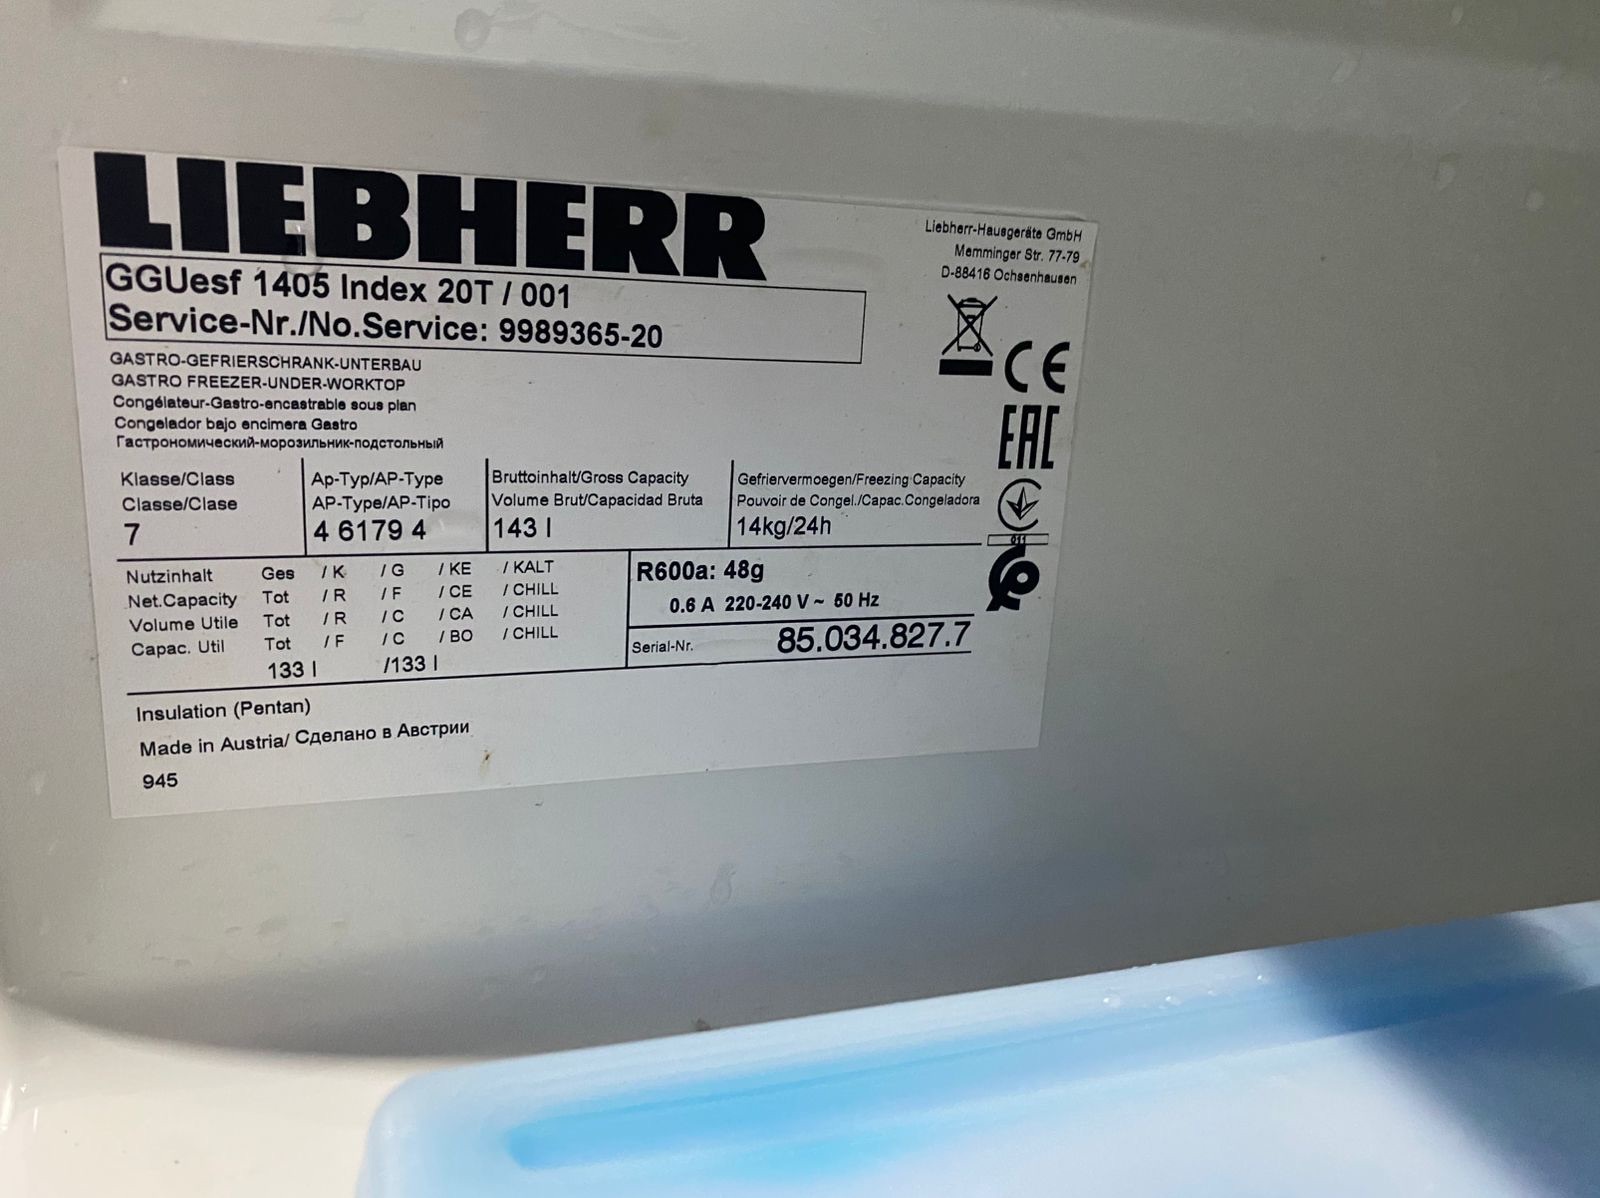 LIEBHERR
Liebherr-Hausgeräte GmbH
Memminger Str. 77-79
D-88416 Ochsenhausen
GGUesf 1405 Index 20T / 001
Service-Nr./No.Service: 9989365-20
GASTRO-GEFRIERSCHRANK-UNTERBAU
GASTRO FREEZER-UNDER-WORKTOP
Congélateur-Gastro-encastrable sous plan
Congelador bajo encimera Gastro
Гастрономический-морозильник-подстольный
CE
EAC
011
Klasse/Class
Classe/Clase
7
Ap-Typ/AP-Type
AP-Type/AP-Tipo
4 6179 4
Bruttoinhalt/Gross Capacity
Volume Brut/Capacidad Bruta
143 l
Gefriervermoegen/Freezing Capacity
Pouvoir de Congel./Capac.Congeladora
14kg/24h
Nutzinhalt Ges / K / G / KE / KALT
Net.Capacity Tot / R / F / CE / CHILL
Volume Utile Tot / R / C / CA / CHILL
Capac. Util Tot / F / C / BO / CHILL
133 l /133 l
R600a: 48g
0.6 A 220-240 V ~ 50 Hz
Serial-Nr. 85.034.827.7
Insulation (Pentan)
Made in Austria/ Сделано в Австрии
945